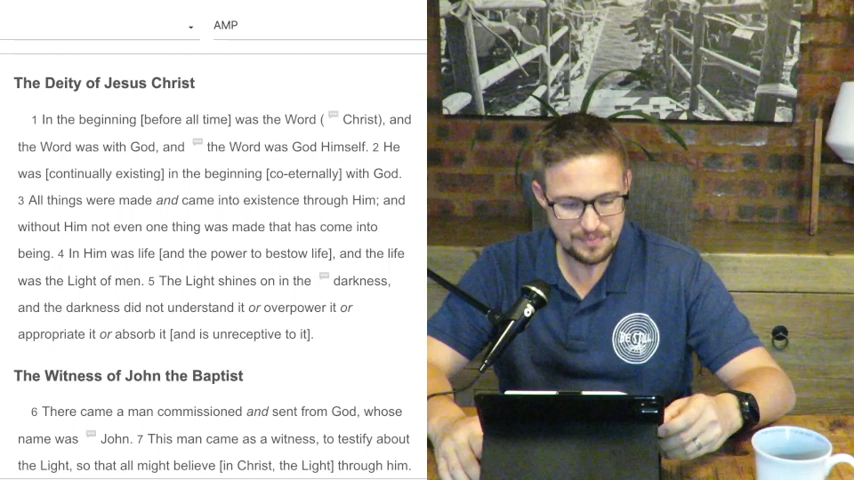 AMP
The Deity of Jesus Christ
1 In the beginning [before all time] was the Word ( Christ), and
the Word was with God, and the Word was God Himself. 2 He
was [continually existing] in the beginning [co-eternally] with God.
3 All things were made and came into existence through Him; and
without Him not even one thing was made that has come into
being. 4 In Him was life [and the power to bestow life], and the life
was the Light of men. 5 The Light shines on in the darkness,
and the darkness did not understand it or overpower it or
appropriate it or absorb it [and is unreceptive to it].
The Witness of John the Baptist
6 There came a man commissioned and sent from God, whose
name was John. 7 This man came as a witness, to testify about
the Light, so that all might believe [in Christ, the Light] through him.
BE STILL